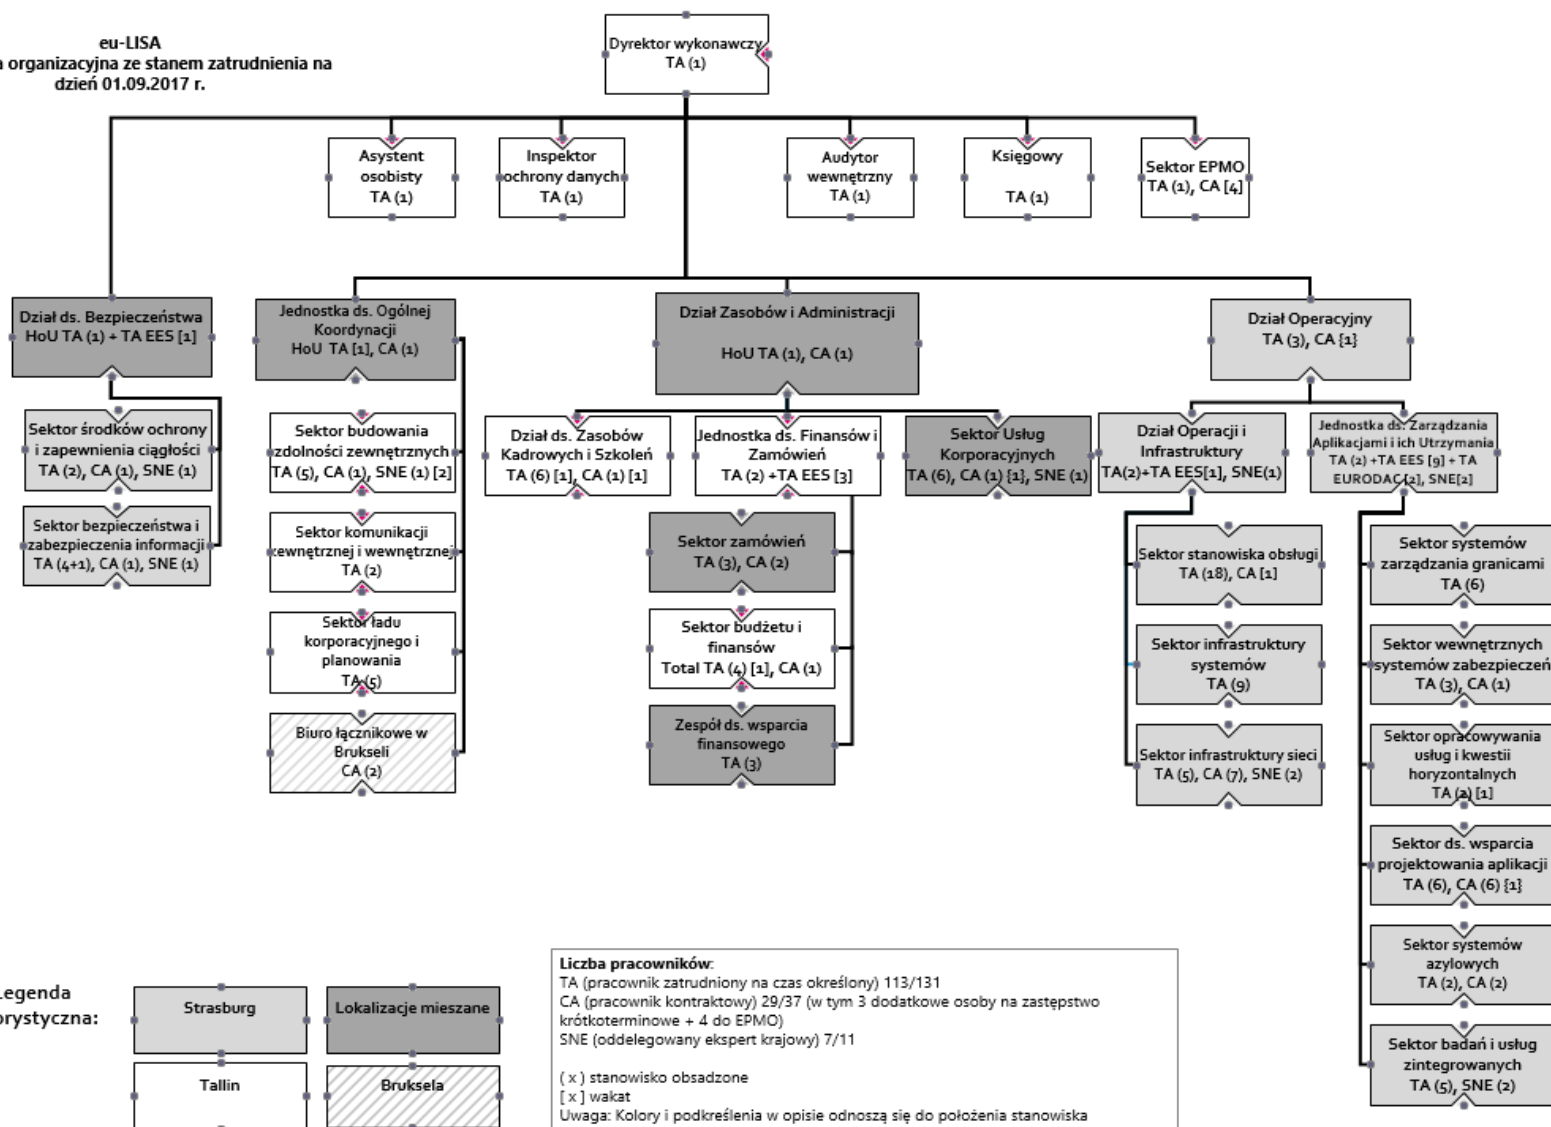 eu-LISA
a organizacyjna ze stanem zatrudnienia na
dzień 01.09.2017 r.
Dyrektor wykonawczy
TA (1)
Asystent
osobisty
TA (1)
Inspektor
ochrony danych
TA (1)
Audytor
wewnętrzny
TA (1)
Księgowy
TA (1)
Sektor EPMO
TA (1), CA [4]
Dział ds. Bezpieczeństwa
HoU TA (1) + TA EES [1]
Jednostka ds. Ogólnej
Koordynacji
HoU TA [1], CA (1)
Dział Zasobów i Administracji
HoU TA (1), CA (1)
Dział Operacyjny
TA (3), CA {1}
Sektor środków ochrony
i zapewnienia ciągłości
TA (2), CA (1), SNE (1)
Sektor bezpieczeństwa i
zabezpieczenia informacji
TA (4+1), CA (1), SNE (1)
Sektor budowania
zdolności zewnętrznych
TA (5), CA (1), SNE (1) [2]
Sektor komunikacji
zewnętrznej i wewnętrznej
TA (2)
Sektor ładu
korporacyjnego i
planowania
TA (5)
Biuro łącznikowe w
Brukseli
CA (2)
Dział ds. Zasobów
Kadrowych i Szkoleń
TA (6) [1], CA (1) [1]
Jednostka ds. Finansów i
Zamówień
TA (2) +TA EES [3]
Sektor Usług
Korporacyjnych
TA (6), CA (1) {1}, SNE (1)
Sektor zamówień
TA (3), CA (2)
Sektor budżetu i
finansów
Total TA (4) [1], CA (1)
Zespół ds. wsparcia
finansowego
TA (3)
Dział Operacji i
Infrastruktury
TA(2)+TA EES[1], SNE(1)
Jednostka ds. Zarządzania
Aplikacjami i ich Utrzymania
TA (2) +TA EES [9] + TA
EURODAC [2], SNE[2]
Sektor stanowiska obsługi
TA (18), CA [1]
Sektor infrastruktury
systemów
TA (9)
Sektor infrastruktury sieci
TA (5), CA (7), SNE (2)
Sektor systemów
zarządzania granicami
TA (6)
Sektor wewnętrznych
systemów zabezpieczeń
TA (3), CA (1)
Sektor opracowywania
usług i kwestii
horyzontalnych
TA (2) [1]
Sektor ds. wsparcia
projektowania aplikacji
TA (6), CA (6) {1}
Sektor systemów
azylowych
TA (2), CA (2)
Sektor badań i usług
zintegrowanych
TA (5), SNE (2)
Legenda
orystyczna:
Strasburg
Lokalizacje mieszane
Tallin
Bruksela
Liczba pracowników:
TA (pracownik zatrudniony na czas określony) 113/131
CA (pracownik kontraktowy) 29/37 (w tym 3 dodatkowe osoby na zastępstwo
krótkoterminowe + 4 do EPMO)
SNE (oddelegowany ekspert krajowy) 7/11
( x ) stanowisko obsadzone
[ x ] wakat
Uwaga: Kolory i podkreślenia w opisie odnoszą się do położenia stanowiska